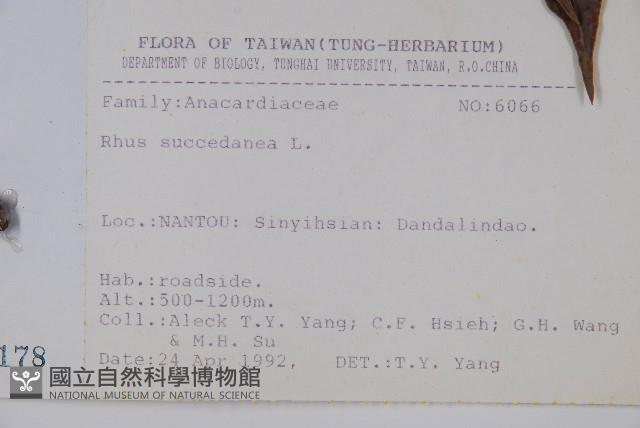 FLORA OF TAIWAN(TUNG-HERBARIUM)
DEPARTMENT OF BIOLOGY, TUNGHAI UNIVERSITY, TAIWAN, R.O.CHINA
Family:Anacardiaceae NO:6066
Rhus succedanea L.
Loc.:NANTOU: Sinyihsian: Dandalindao.
Hab.:roadside.
Alt.:500-1200m.
Coll.:Aleck T.Y. Yang; C.F. Hsieh; G.H. Wang
& M.H. Su
178
Date:24 Apr 1992, DET.:T.Y. Yang
國立自然科學博物館
NATIONAL MUSEUM OF NATURAL SCIENCE